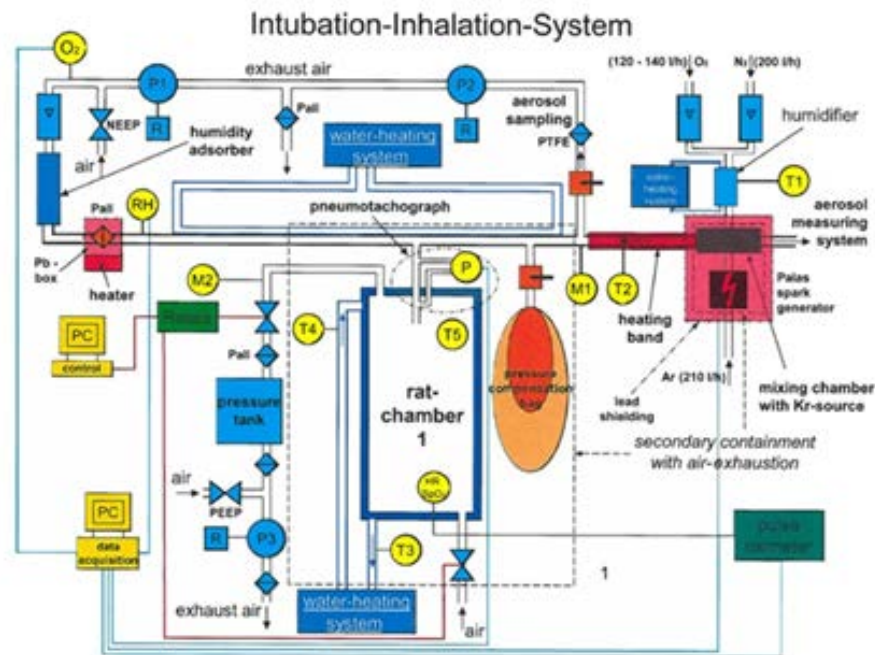 Intubation-Inhalation-System
O₂
exhaust air
P1
P2
R
R
NEEP
air
Pall
humidity
adsorber
water-heating
system
aerosol
sampling
PTFE
(120 - 140 l/h) O₂
N₂ (200 l/h)
humidifier
water-
heating
system
T1
aerosol
measuring
system
RH
Pall
Pb -
box
heater
pneumotachograph
P
M1
T2
heating
band
Palas
spark
generator
Ar (210 l/h)
lead
shielding
mixing chamber
with Kr-source
secondary containment
with air-exhaustion
M2
T4
T5
PC
control
Relais
Pall
pressure
tank
rat-
chamber
1
pressure
compensation
bag
air
PEEP
HR
SpO₂
PC
data
acquisition
R
P3
T3
pulse
oximeter
1
exhaust air
water-heating
system
air